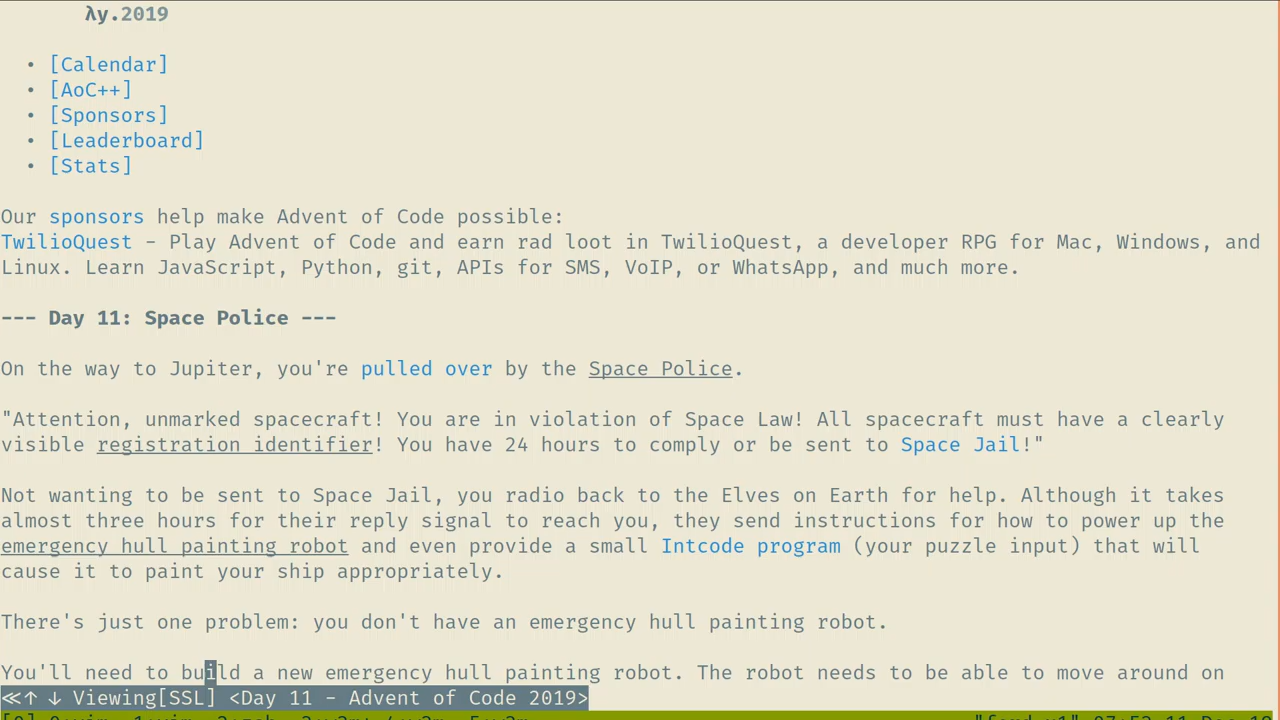 λy.2019
• [Calendar]
• [AoC++]
• [Sponsors]
• [Leaderboard]
• [Stats]
Our sponsors help make Advent of Code possible:
TwilioQuest - Play Advent of Code and earn rad loot in TwilioQuest, a developer RPG for Mac, Windows, and
Linux. Learn JavaScript, Python, git, APIs for SMS, VoIP, or WhatsApp, and much more.
--- Day 11: Space Police ---
On the way to Jupiter, you're pulled over by the Space Police.
"Attention, unmarked spacecraft! You are in violation of Space Law! All spacecraft must have a clearly
visible registration identifier! You have 24 hours to comply or be sent to Space Jail!"
Not wanting to be sent to Space Jail, you radio back to the Elves on Earth for help. Although it takes
almost three hours for their reply signal to reach you, they send instructions for how to power up the
emergency hull painting robot and even provide a small Intcode program (your puzzle input) that will
cause it to paint your ship appropriately.
There's just one problem: you don't have an emergency hull painting robot.
You'll need to build a new emergency hull painting robot. The robot needs to be able to move around on
≪↑ ↓ Viewing[SSL] <Day 11 - Advent of Code 2019>